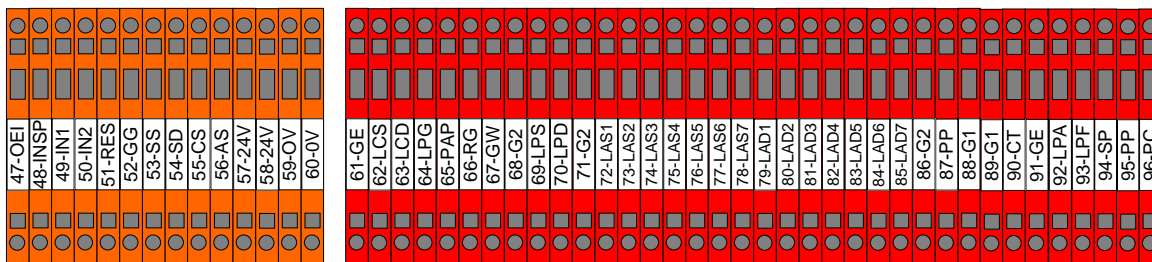 47-OEI
48-INSP
49-IN1
50-IN2
51-RES
52-GG
53-SS
54-SD
55-CS
56-AS
57-24V
58-24V
59-OV
60-0V
61-GE
62-LCS
63-LCD
64-LPG
65-PAP
66-RG
67-GW
68-G2
69-LPS
70-LPD
71-G2
72-LAS1
73-LAS2
74-LAS3
75-LAS4
76-LAS5
77-LAS6
78-LAS7
79-LAD1
80-LAD2
81-LAD3
82-LAD4
83-LAD5
84-LAD6
85-LAD7
86-G2
87-PP
88-G1
89-G1
90-CT
91-GE
92-LPA
93-LPF
94-SP
95-PP
96-PC